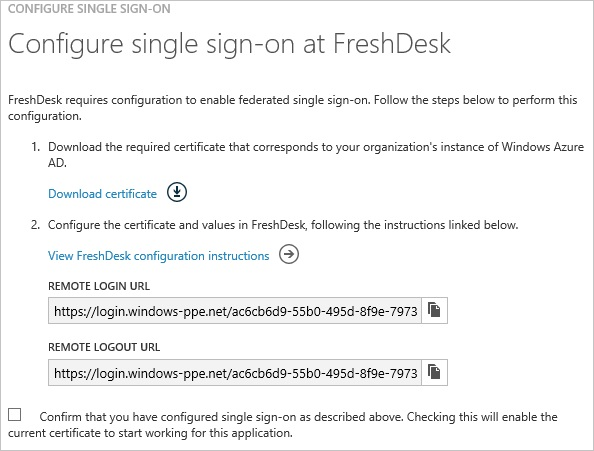 CONFIGURE SINGLE SIGN-ON
Configure single sign-on at FreshDesk
FreshDesk requires configuration to enable federated single sign-on. Follow the steps below to perform this
configuration.
1. Download the required certificate that corresponds to your organization's instance of Windows Azure
AD.
Download certificate
2. Configure the certificate and values in FreshDesk, following the instructions linked below.
View FreshDesk configuration instructions
REMOTE LOGIN URL
https://login.windows-ppe.net/ac6cb6d9-55b0-495d-8f9e-7973
REMOTE LOGOUT URL
https://login.windows-ppe.net/ac6cb6d9-55b0-495d-8f9e-7973
Confirm that you have configured single sign-on as described above. Checking this will enable the
current certificate to start working for this application.